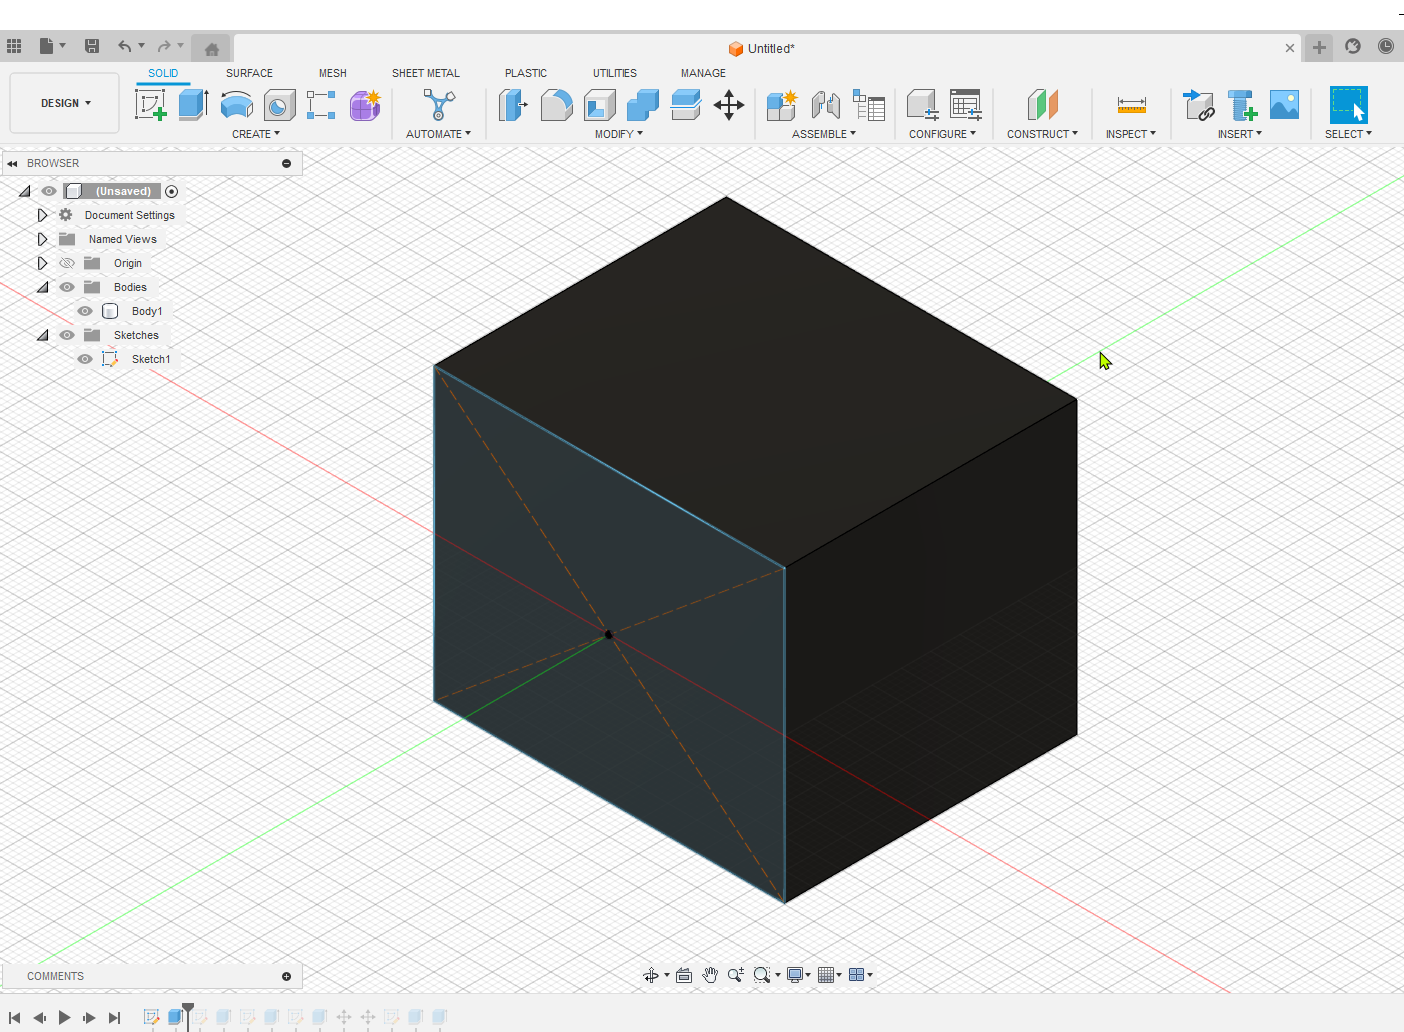 Untitled*
DESIGN
SOLID SURFACE MESH SHEET METAL PLASTIC UTILITIES MANAGE
CREATE AUTOMATE MODIFY ASSEMBLE CONFIGURE CONSTRUCT INSPECT INSERT SELECT
BROWSER
(Unsaved)
Document Settings
Named Views
Origin
Bodies
Body1
Sketches
Sketch1
COMMENTS